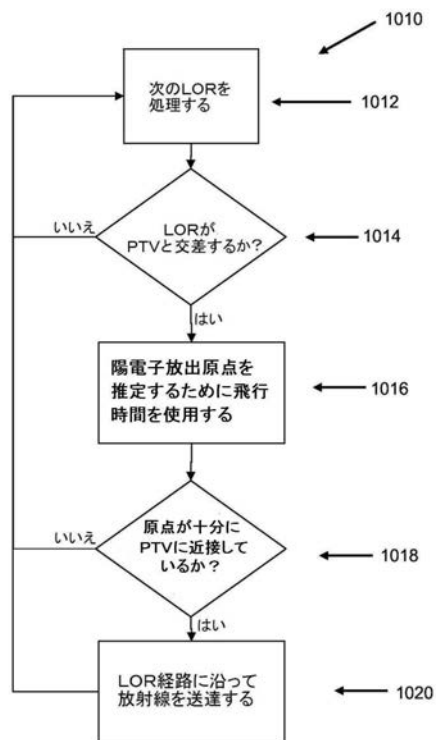 1010
次のLORを
処理する
1012
いいえ
LORが
PTVと交差するか?
1014
はい
陽電子放出原点を
推定するために飛行
時間を使用する
1016
いいえ
原点が十分に
PTVに近接して
いるか?
1018
はい
LOR経路に沿って
放射線を送達する
1020